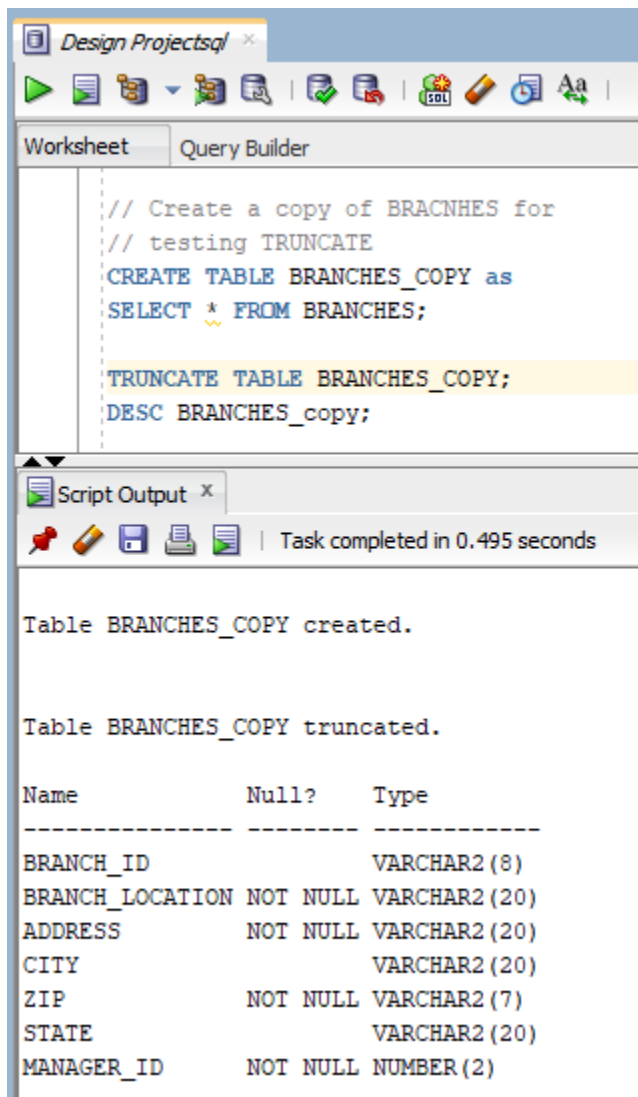 Design Projectsql ×
SQL Aa
Worksheet Query Builder
// Create a copy of BRACNHES for
// testing TRUNCATE
CREATE TABLE BRANCHES_COPY as
SELECT * FROM BRANCHES;
TRUNCATE TABLE BRANCHES_COPY;
DESC BRANCHES_copy;
Script Output x
Task completed in 0.495 seconds
Table BRANCHES_COPY created.
Table BRANCHES_COPY truncated.
Name Null? Type
--------------- -------- ------------
BRANCH_ID VARCHAR2(8)
BRANCH_LOCATION NOT NULL VARCHAR2(20)
ADDRESS NOT NULL VARCHAR2(20)
CITY VARCHAR2(20)
ZIP NOT NULL VARCHAR2(7)
STATE VARCHAR2(20)
MANAGER_ID NOT NULL NUMBER(2)